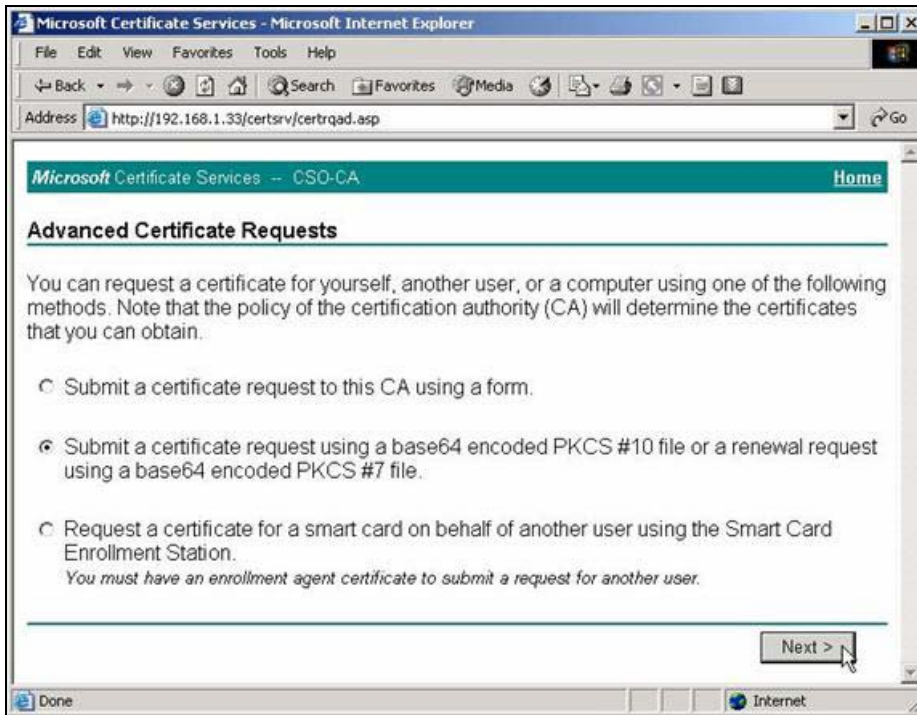 Microsoft Certificate Services - Microsoft Internet Explorer
File Edit View Favorites Tools Help
Back Search Favorites Media
Address http://192.168.1.33/certsrv/certrqad.asp Go
Microsoft Certificate Services -- CSO-CA Home
Advanced Certificate Requests
You can request a certificate for yourself, another user, or a computer using one of the following
methods. Note that the policy of the certification authority (CA) will determine the certificates
that you can obtain.
Submit a certificate request to this CA using a form.
Submit a certificate request using a base64 encoded PKCS #10 file or a renewal request
using a base64 encoded PKCS #7 file.
Request a certificate for a smart card on behalf of another user using the Smart Card
Enrollment Station.
You must have an enrollment agent certificate to submit a request for another user.
Next >
Done Internet